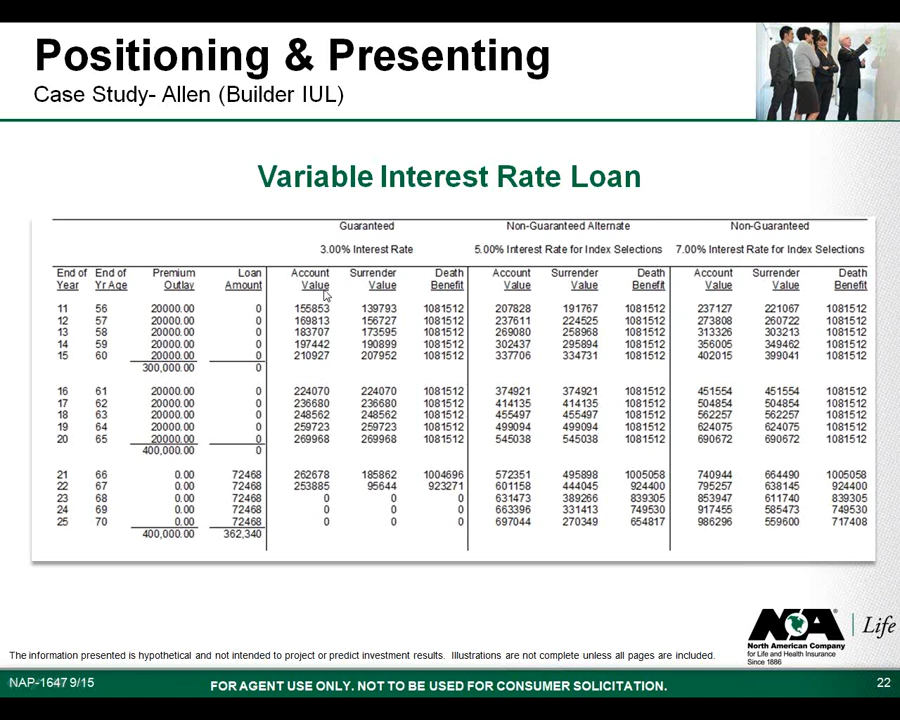 Positioning & Presenting
Case Study- Allen (Builder IUL)
Variable Interest Rate Loan
Guaranteed Non-Guaranteed Alternate Non-Guaranteed
3.00% Interest Rate 5.00% Interest Rate for Index Selections 7.00% Interest Rate for Index Selections
End of End of Premium Loan Account Surrender Death Account Surrender Death Account Surrender Death
Year Yr Age Outlay Amount Value Value Benefit Value Value Benefit Value Value Benefit
11 56 20000.00 0 155853 139793 1081512 207828 191767 1081512 237127 221067 1081512
12 57 20000.00 0 169813 156727 1081512 237611 224525 1081512 273808 260722 1081512
13 58 20000.00 0 183707 173595 1081512 269080 258968 1081512 313326 303213 1081512
14 59 20000.00 0 197442 190899 1081512 302437 295894 1081512 356005 349462 1081512
15 60 20000.00 0 210927 207952 1081512 337706 334731 1081512 402015 399041 1081512
300,000.00 0
16 61 20000.00 0 224070 224070 1081512 374921 374921 1081512 451554 451554 1081512
17 62 20000.00 0 236680 236680 1081512 414135 414135 1081512 504854 504854 1081512
18 63 20000.00 0 248562 248562 1081512 455497 455497 1081512 562257 562257 1081512
19 64 20000.00 0 259723 259723 1081512 499094 499094 1081512 624075 624075 1081512
20 65 20000.00 0 269968 269968 1081512 545038 545038 1081512 690672 690672 1081512
400,000.00 0
21 66 0.00 72468 262678 185862 1004696 572351 495898 1005058 740944 664490 1005058
22 67 0.00 72468 253885 95644 923271 601158 444045 924400 795257 638145 924400
23 68 0.00 72468 0 0 0 631473 389266 839305 853947 611740 839305
24 69 0.00 72468 0 0 0 663396 331413 749530 917455 585473 749530
25 70 0.00 72468 0 0 0 697044 270349 654817 986296 559600 717408
400,000.00 362,340
NA Life
North American Company
for Life and Health Insurance
Since 1886
The information presented is hypothetical and not intended to project or predict investment results. Illustrations are not complete unless all pages are included.
NAP-1647 9/15 FOR AGENT USE ONLY. NOT TO BE USED FOR CONSUMER SOLICITATION. 22